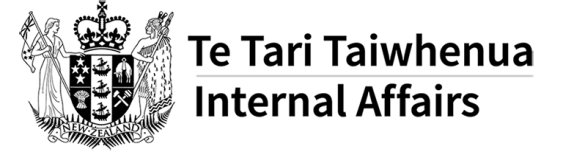 Te Tari Taiwhenua
Internal Affairs
NEW ZEALAND